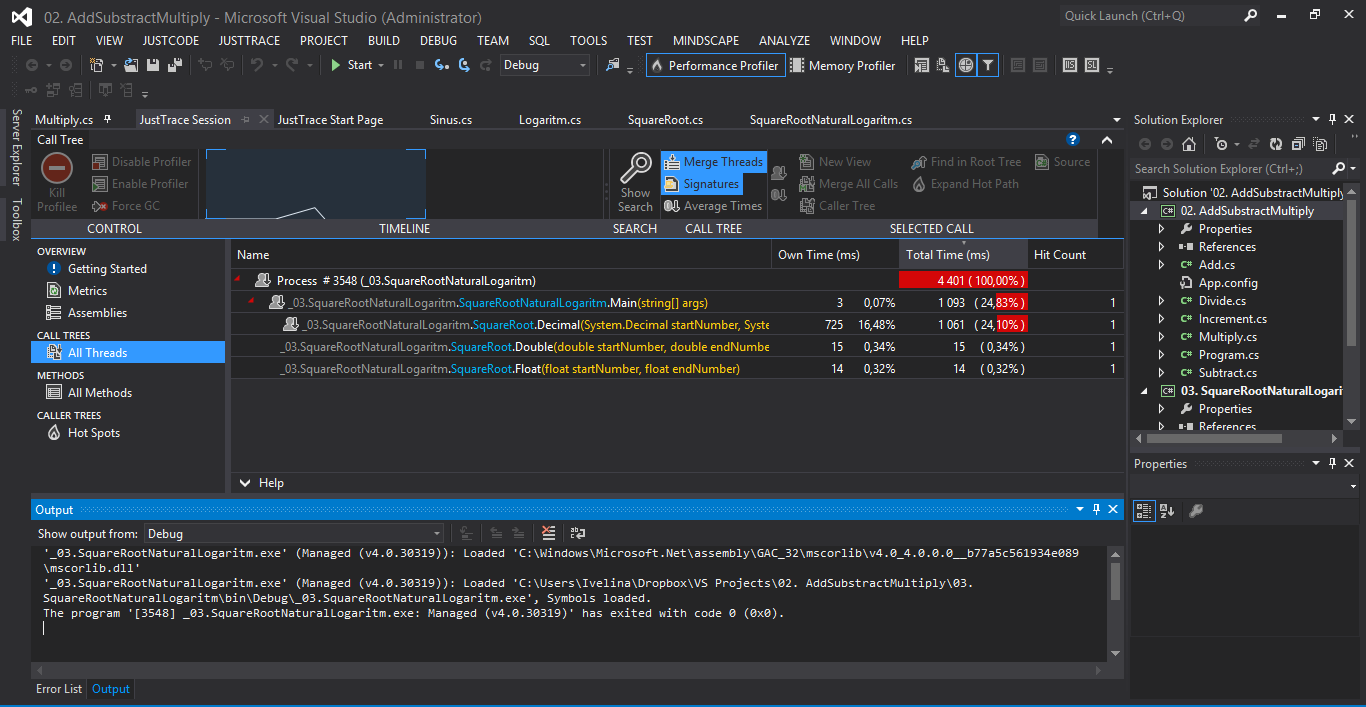 02. AddSubstractMultiply - Microsoft Visual Studio (Administrator)
Quick Launch (Ctrl+Q)
FILE EDIT VIEW JUSTCODE JUSTTRACE PROJECT BUILD DEBUG TEAM SQL TOOLS TEST MINDSCAPE ANALYZE WINDOW HELP
Start Debug Performance Profiler Memory Profiler
Server Explorer
Toolbox
Multiply.cs JustTrace Session JustTrace Start Page Sinus.cs Logaritm.cs SquareRoot.cs SquareRootNaturalLogaritm.cs
Call Tree
Kill Profilee
Disable Profiler
Enable Profiler
Force GC
CONTROL
TIMELINE
Show Search
SEARCH
Merge Threads
Signatures
Average Times
CALL TREE
New View
Merge All Calls
Caller Tree
Find in Root Tree
Expand Hot Path
Source
SELECTED CALL
OVERVIEW
Getting Started
Metrics
Assemblies
CALL TREES
All Threads
METHODS
All Methods
CALLER TREES
Hot Spots
Name Own Time (ms) Total Time (ms) Hit Count
Process # 3548 (_03.SquareRootNaturalLogaritm) 4 401 ( 100,00% )
_03.SquareRootNaturalLogaritm.SquareRootNaturalLogaritm.Main(string[] args) 3 0,07% 1 093 ( 24,83% ) 1
_03.SquareRootNaturalLogaritm.SquareRoot.Decimal(System.Decimal startNumber, Syste 725 16,48% 1 061 ( 24,10% ) 1
_03.SquareRootNaturalLogaritm.SquareRoot.Double(double startNumber, double endNumbe 15 0,34% 15 ( 0,34% ) 1
_03.SquareRootNaturalLogaritm.SquareRoot.Float(float startNumber, float endNumber) 14 0,32% 14 ( 0,32% ) 1
Help
Output
Show output from: Debug
'_03.SquareRootNaturalLogaritm.exe' (Managed (v4.0.30319)): Loaded 'C:\Windows\Microsoft.Net\assembly\GAC_32\mscorlib\v4.0_4.0.0.0__b77a5c561934e089
\mscorlib.dll'
'_03.SquareRootNaturalLogaritm.exe' (Managed (v4.0.30319)): Loaded 'C:\Users\Ivelina\Dropbox\VS Projects\02. AddSubstractMultiply\03.
SquareRootNaturalLogaritm\bin\Debug\_03.SquareRootNaturalLogaritm.exe', Symbols loaded.
The program '[3548] _03.SquareRootNaturalLogaritm.exe: Managed (v4.0.30319)' has exited with code 0 (0x0).
Error List Output
Solution Explorer
Search Solution Explorer (Ctrl+;)
Solution '02. AddSubstractMultiply
02. AddSubstractMultiply
Properties
References
C# Add.cs
App.config
C# Divide.cs
C# Increment.cs
C# Multiply.cs
C# Program.cs
C# Subtract.cs
03. SquareRootNaturalLogari
Properties
References
Properties